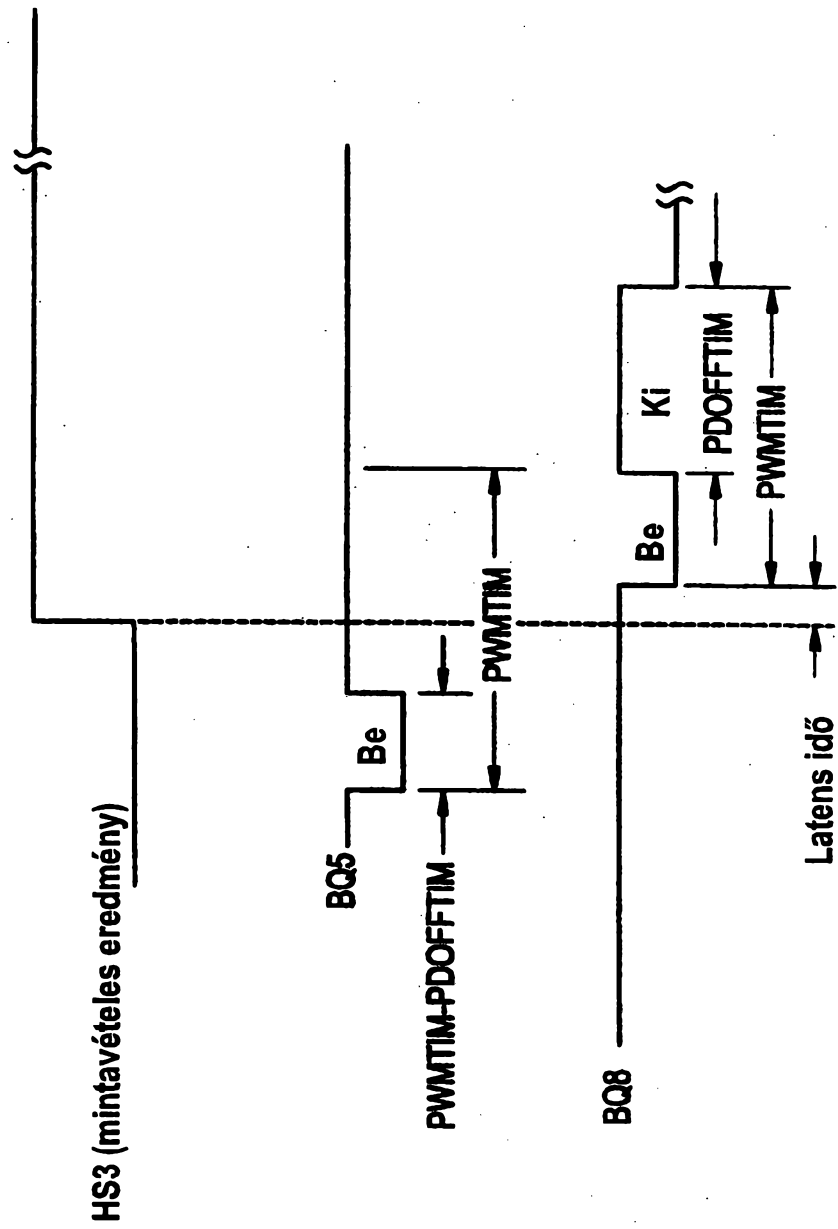 HS3 (mintavételes eredmény)
BQ5
Be
PWMTIM-PDOFFTIM
PWMTIM
BQ8
Be
Ki
PDOFFTIM
PWMTIM
Latens idő